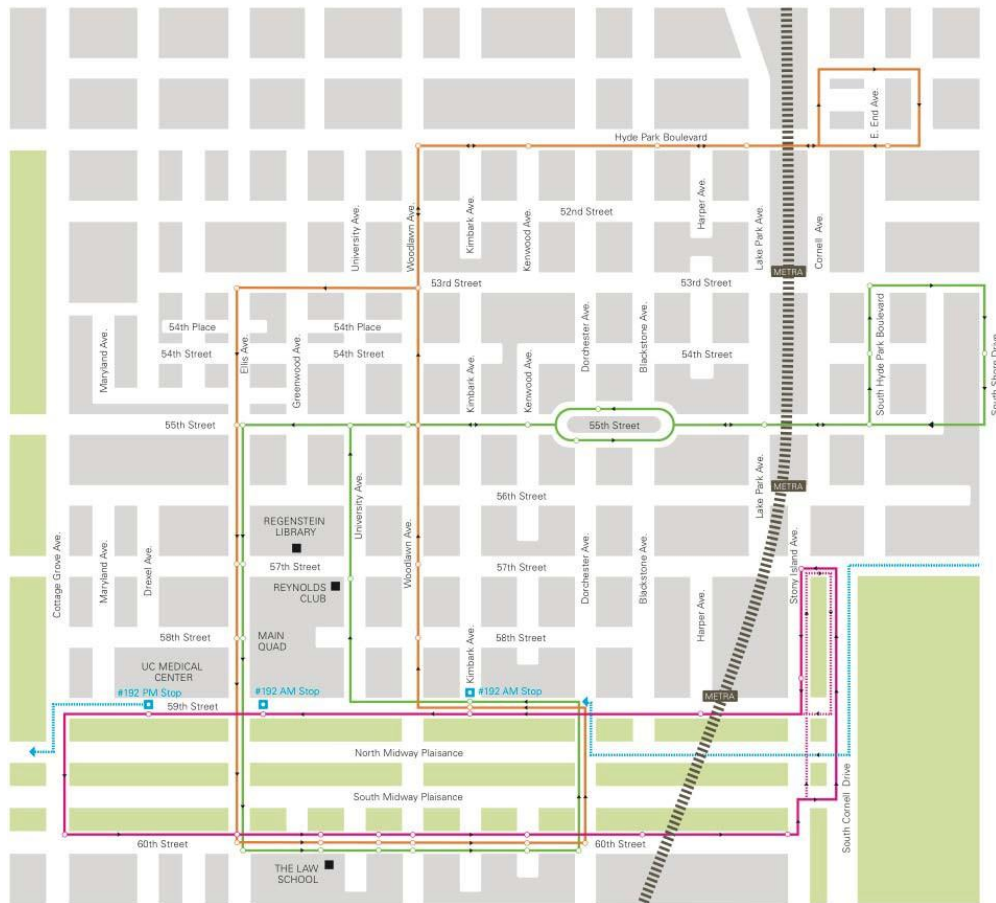 Hyde Park Boulevard
E. End Ave.
University Ave.
Woodlawn Ave.
Kimbark Ave.
Kenwood Ave.
52nd Street
Harper Ave.
Lake Park Ave.
Cornell Ave.
METRA
53rd Street
53rd Street
54th Place
54th Place
54th Street
54th Street
54th Street
Maryland Ave.
Ellis Ave.
Greenwood Ave.
Kimbark Ave.
Kenwood Ave.
Dorchester Ave.
Blackstone Ave.
South Hyde Park Boulevard
South Shore Drive
55th Street
55th Street
University Ave.
Woodlawn Ave.
56th Street
Lake Park Ave.
METRA
REGENSTEIN
LIBRARY
57th Street
57th Street
REYNOLDS
CLUB
Cottage Grove Ave.
Maryland Ave.
Drexel Ave.
Dorchester Ave.
Blackstone Ave.
Harper Ave.
Stony Island Ave.
58th Street
MAIN
QUAD
58th Street
Kimbark Ave.
UC MEDICAL
CENTER
#192 PM Stop
#192 AM Stop
#192 AM Stop
METRA
59th Street
North Midway Plaisance
South Midway Plaisance
South Cornell Drive
60th Street
60th Street
THE LAW
SCHOOL